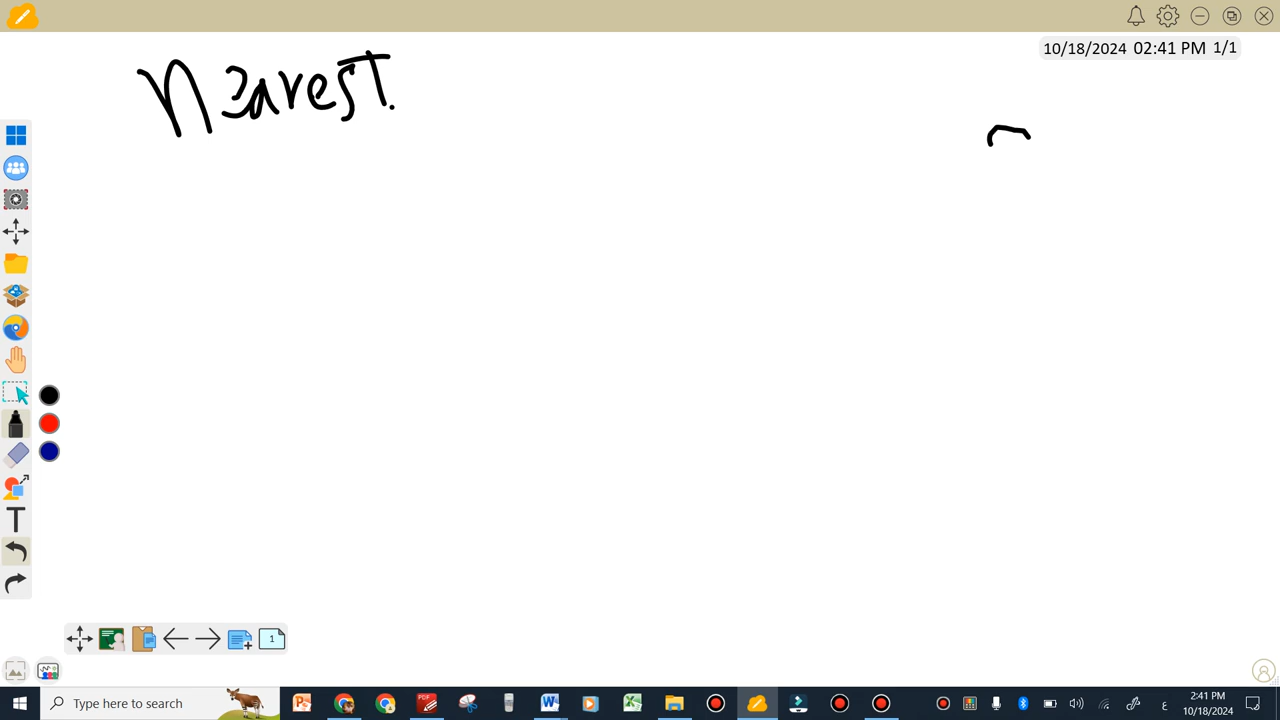 10/18/2024 02:41 PM 1/1
Nearest.
T
1
Type here to search
2:41 PM
10/18/2024
ع